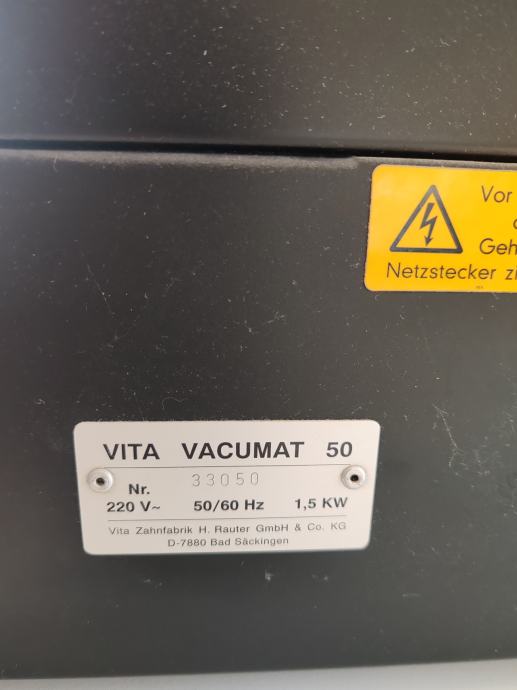 Vor
Geh
Netzstecker
VITA VACUMAT 50
Nr. 33050
220 V~ 50/60 Hz 1,5 KW
Vita Zahnfabrik H. Rauter GmbH & Co. KG
D-7880 Bad Säckingen